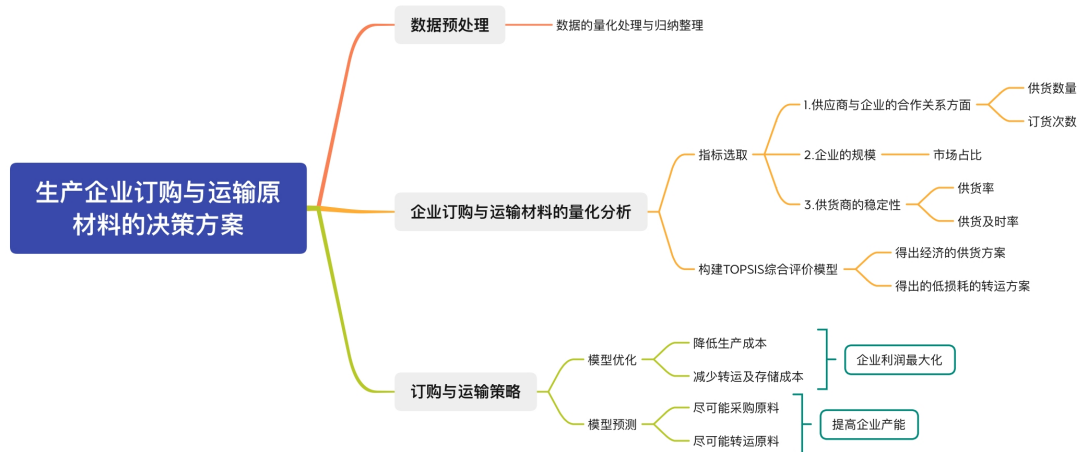 生产企业订购与运输原
材料的决策方案
数据预处理
数据的量化处理与归纳整理
企业订购与运输材料的量化分析
指标选取
1.供应商与企业的合作关系方面
供货数量
订货次数
2.企业的规模
市场占比
3.供货商的稳定性
供货率
供货及时率
构建TOPSIS综合评价模型
得出经济的供货方案
得出的低损耗的转运方案
订购与运输策略
模型优化
降低生产成本
减少转运及存储成本
企业利润最大化
模型预测
尽可能采购原料
尽可能转运原料
提高企业产能